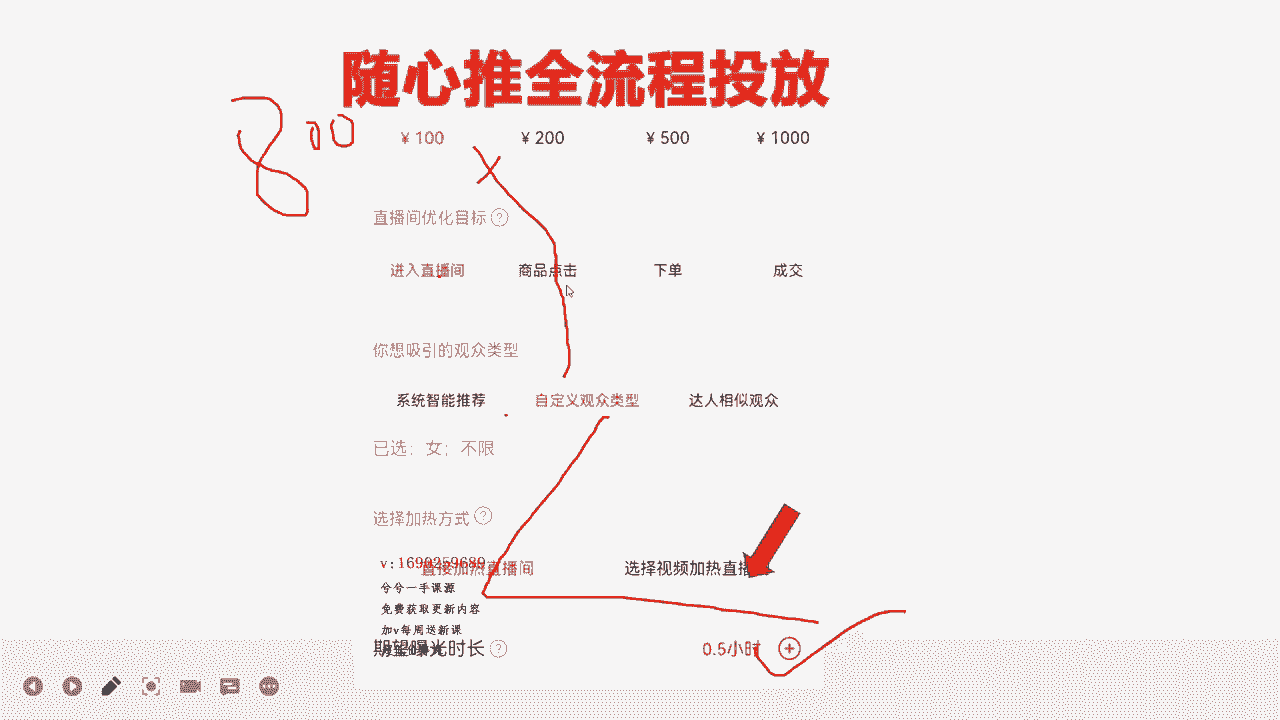 随心推全流程投放
800
¥ 100 ¥ 200 ¥ 500 ¥ 1000
直播间优化目标 ?
进入直播间 商品点击 下单 成交
你想吸引的观众类型
系统智能推荐 自定义观众类型 达人相似观众
已选：女；不限
选择加热方式 ?
v:1690259689
直接加热直播间 选择视频加热直播
兮兮一手课源
免费获取更新内容
加v每周送新课
期望曝光时长 ? 0.5小时